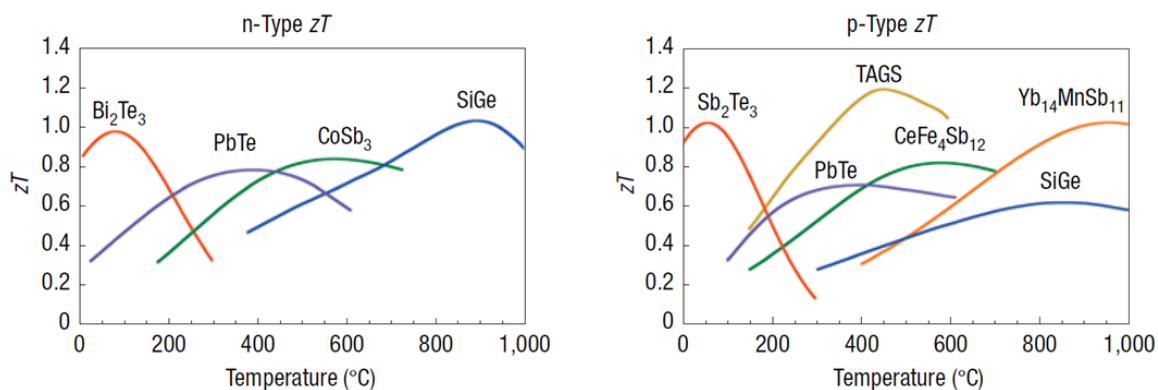 n-Type zT
1.4
1.2
1.0
0.8
0.6
0.4
0.2
0
zT
Bi₂Te₃
PbTe
CoSb₃
SiGe
0 200 400 600 800 1,000
Temperature (°C)
p-Type zT
1.4
1.2
1.0
0.8
0.6
0.4
0.2
0
zT
Sb₂Te₃
TAGS
PbTe
CeFe₄Sb₁₂
Yb₁₄MnSb₁₁
SiGe
0 200 400 600 800 1,000
Temperature (°C)